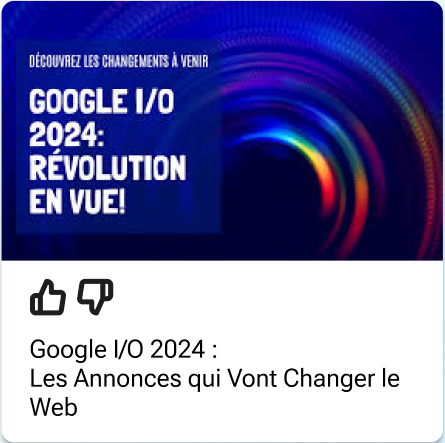 DÉCOUVREZ LES CHANGEMENTS À VENIR
GOOGLE I/O
2024:
RÉVOLUTION
EN VUE!
Google I/O 2024 :
Les Annonces qui Vont Changer le
Web